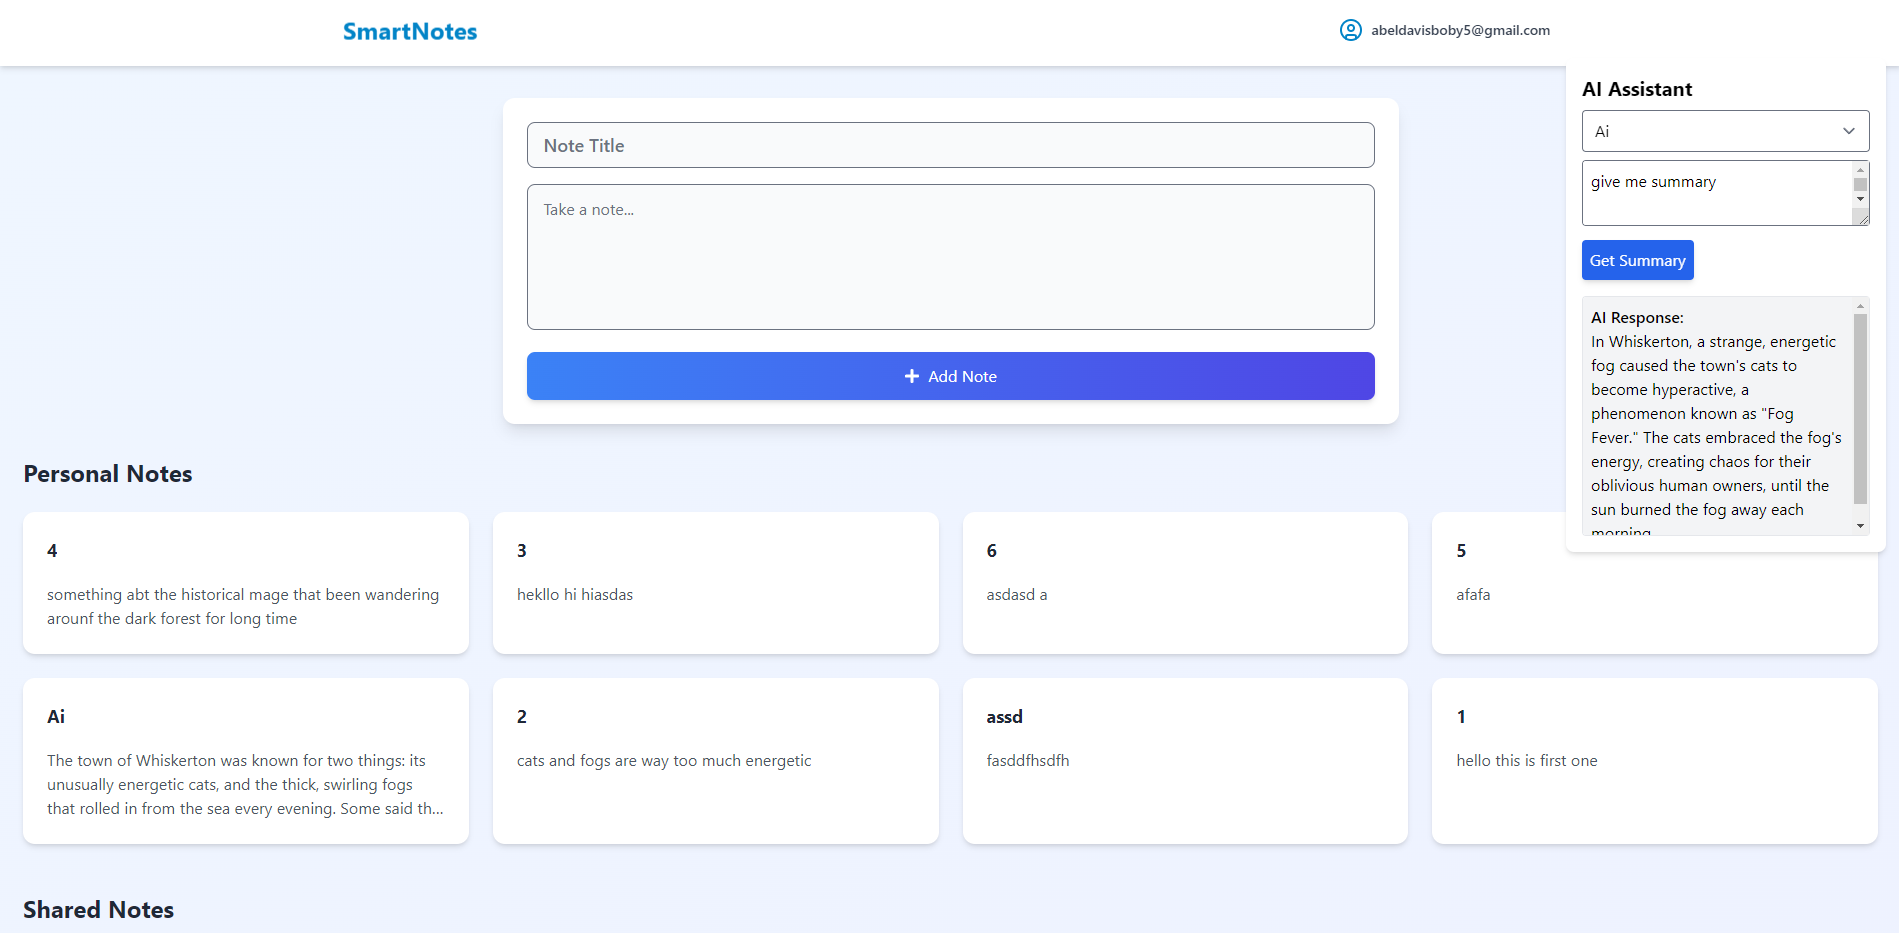 SmartNotes
abeldavisboby5@gmail.com
Note Title
Take a note...
Add Note
AI Assistant
Ai
give me summary
Get Summary
AI Response:
In Whiskerton, a strange, energetic
fog caused the town's cats to
become hyperactive, a
phenomenon known as "Fog
Fever." The cats embraced the fog's
energy, creating chaos for their
oblivious human owners, until the
sun burned the fog away each
morning
Personal Notes
4
something abt the historical mage that been wandering
arounf the dark forest for long time
3
hekllo hi hiasdas
6
asdasd a
5
afafa
Ai
The town of Whiskerton was known for two things: its
unusually energetic cats, and the thick, swirling fogs
that rolled in from the sea every evening. Some said th...
2
cats and fogs are way too much energetic
assd
fasddfhsdfh
1
hello this is first one
Shared Notes